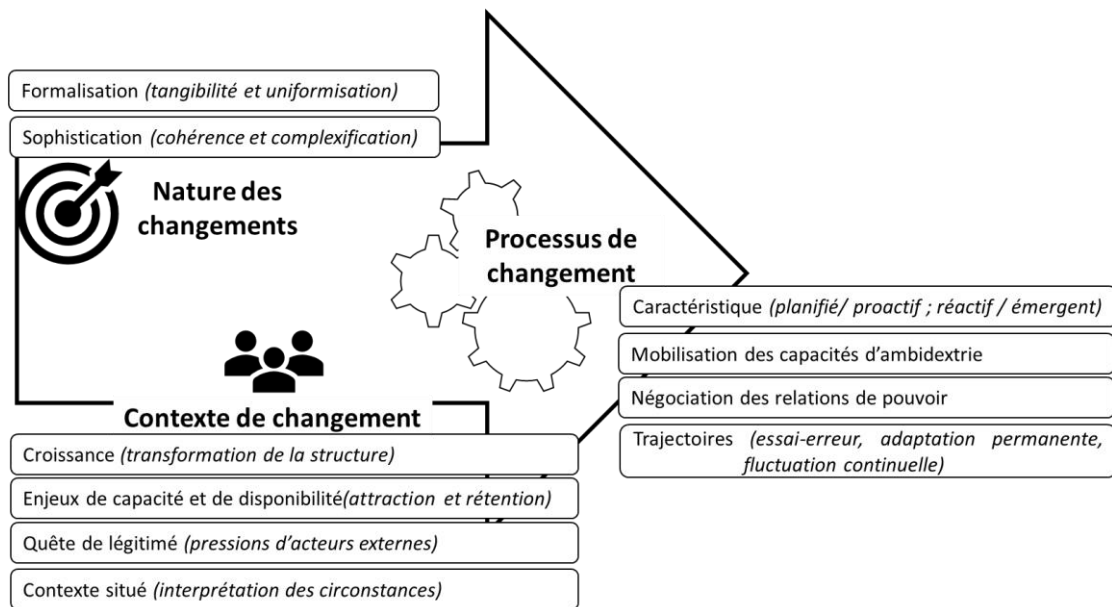 Formalisation (tangibilité et uniformisation)
Sophistication (cohérence et complexification)
Nature des
changements
Processus de
changement
Caractéristique (planifié/ proactif ; réactif / émergent)
Mobilisation des capacités d’ambidextrie
Négociation des relations de pouvoir
Trajectoires (essai-erreur, adaptation permanente,
fluctuation continuelle)
Contexte de changement
Croissance (transformation de la structure)
Enjeux de capacité et de disponibilité(attraction et rétention)
Quête de légitimé (pressions d’acteurs externes)
Contexte situé (interprétation des circonstances)